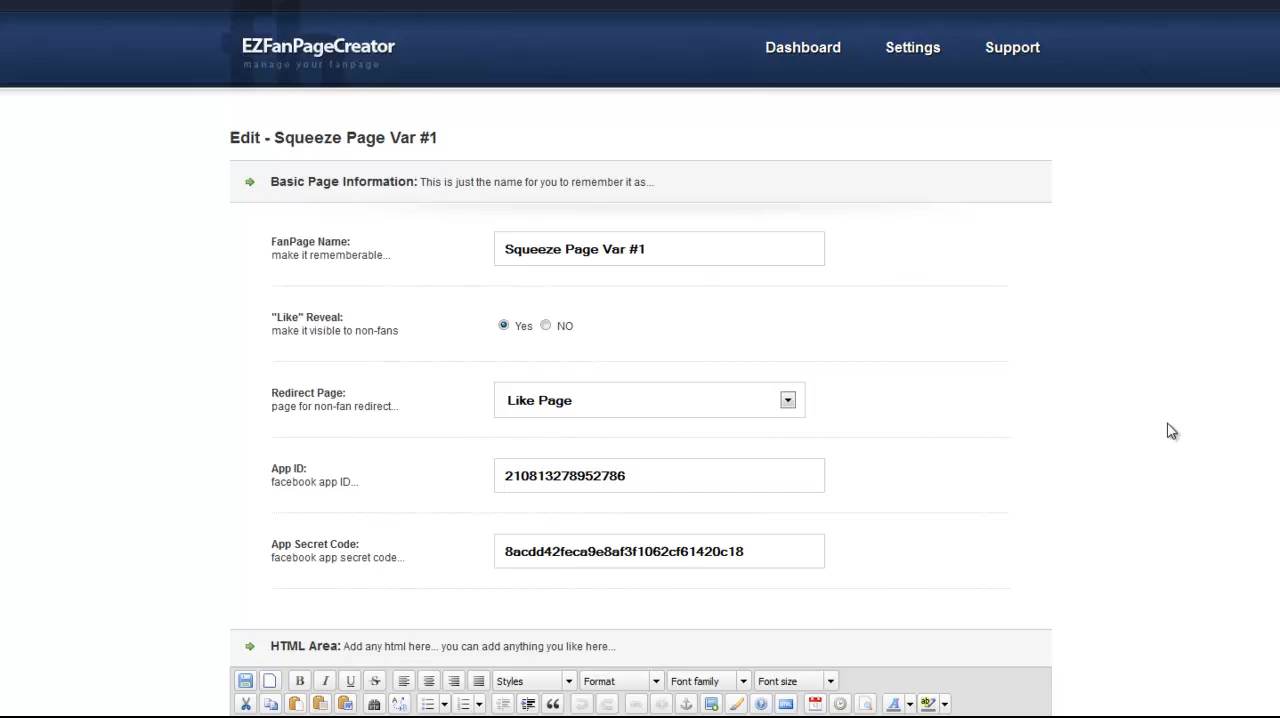 EZFanPageCreator
manage your fanpage
Dashboard Settings Support
Edit - Squeeze Page Var #1
Basic Page Information: This is just the name for you to remember it as...
FanPage Name:
make it rememberable...
Squeeze Page Var #1
"Like" Reveal:
make it visible to non-fans
Yes NO
Redirect Page:
page for non-fan redirect...
Like Page
App ID:
facebook app ID...
210813278952786
App Secret Code:
facebook app secret code...
8acdd42feca9e8af3f1062cf61420c18
HTML Area: Add any html here... you can add anything you like here...
B I U S Styles Format Font family Font size